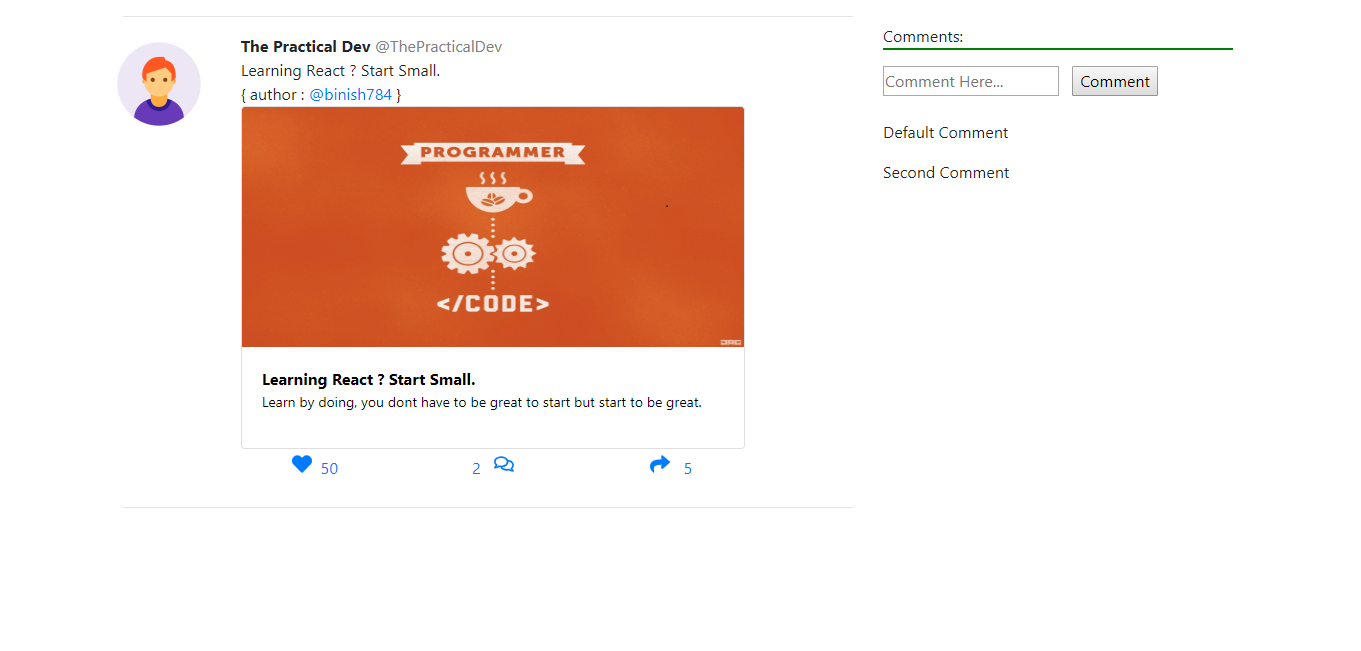 The Practical Dev @ThePracticalDev
Learning React ? Start Small.
{ author : @binish784 }
PROGRAMMER
</CODE>
Learning React ? Start Small.
Learn by doing, you dont have to be great to start but start to be great.
50
2
5
Comments:
Comment Here...
Comment
Default Comment
Second Comment